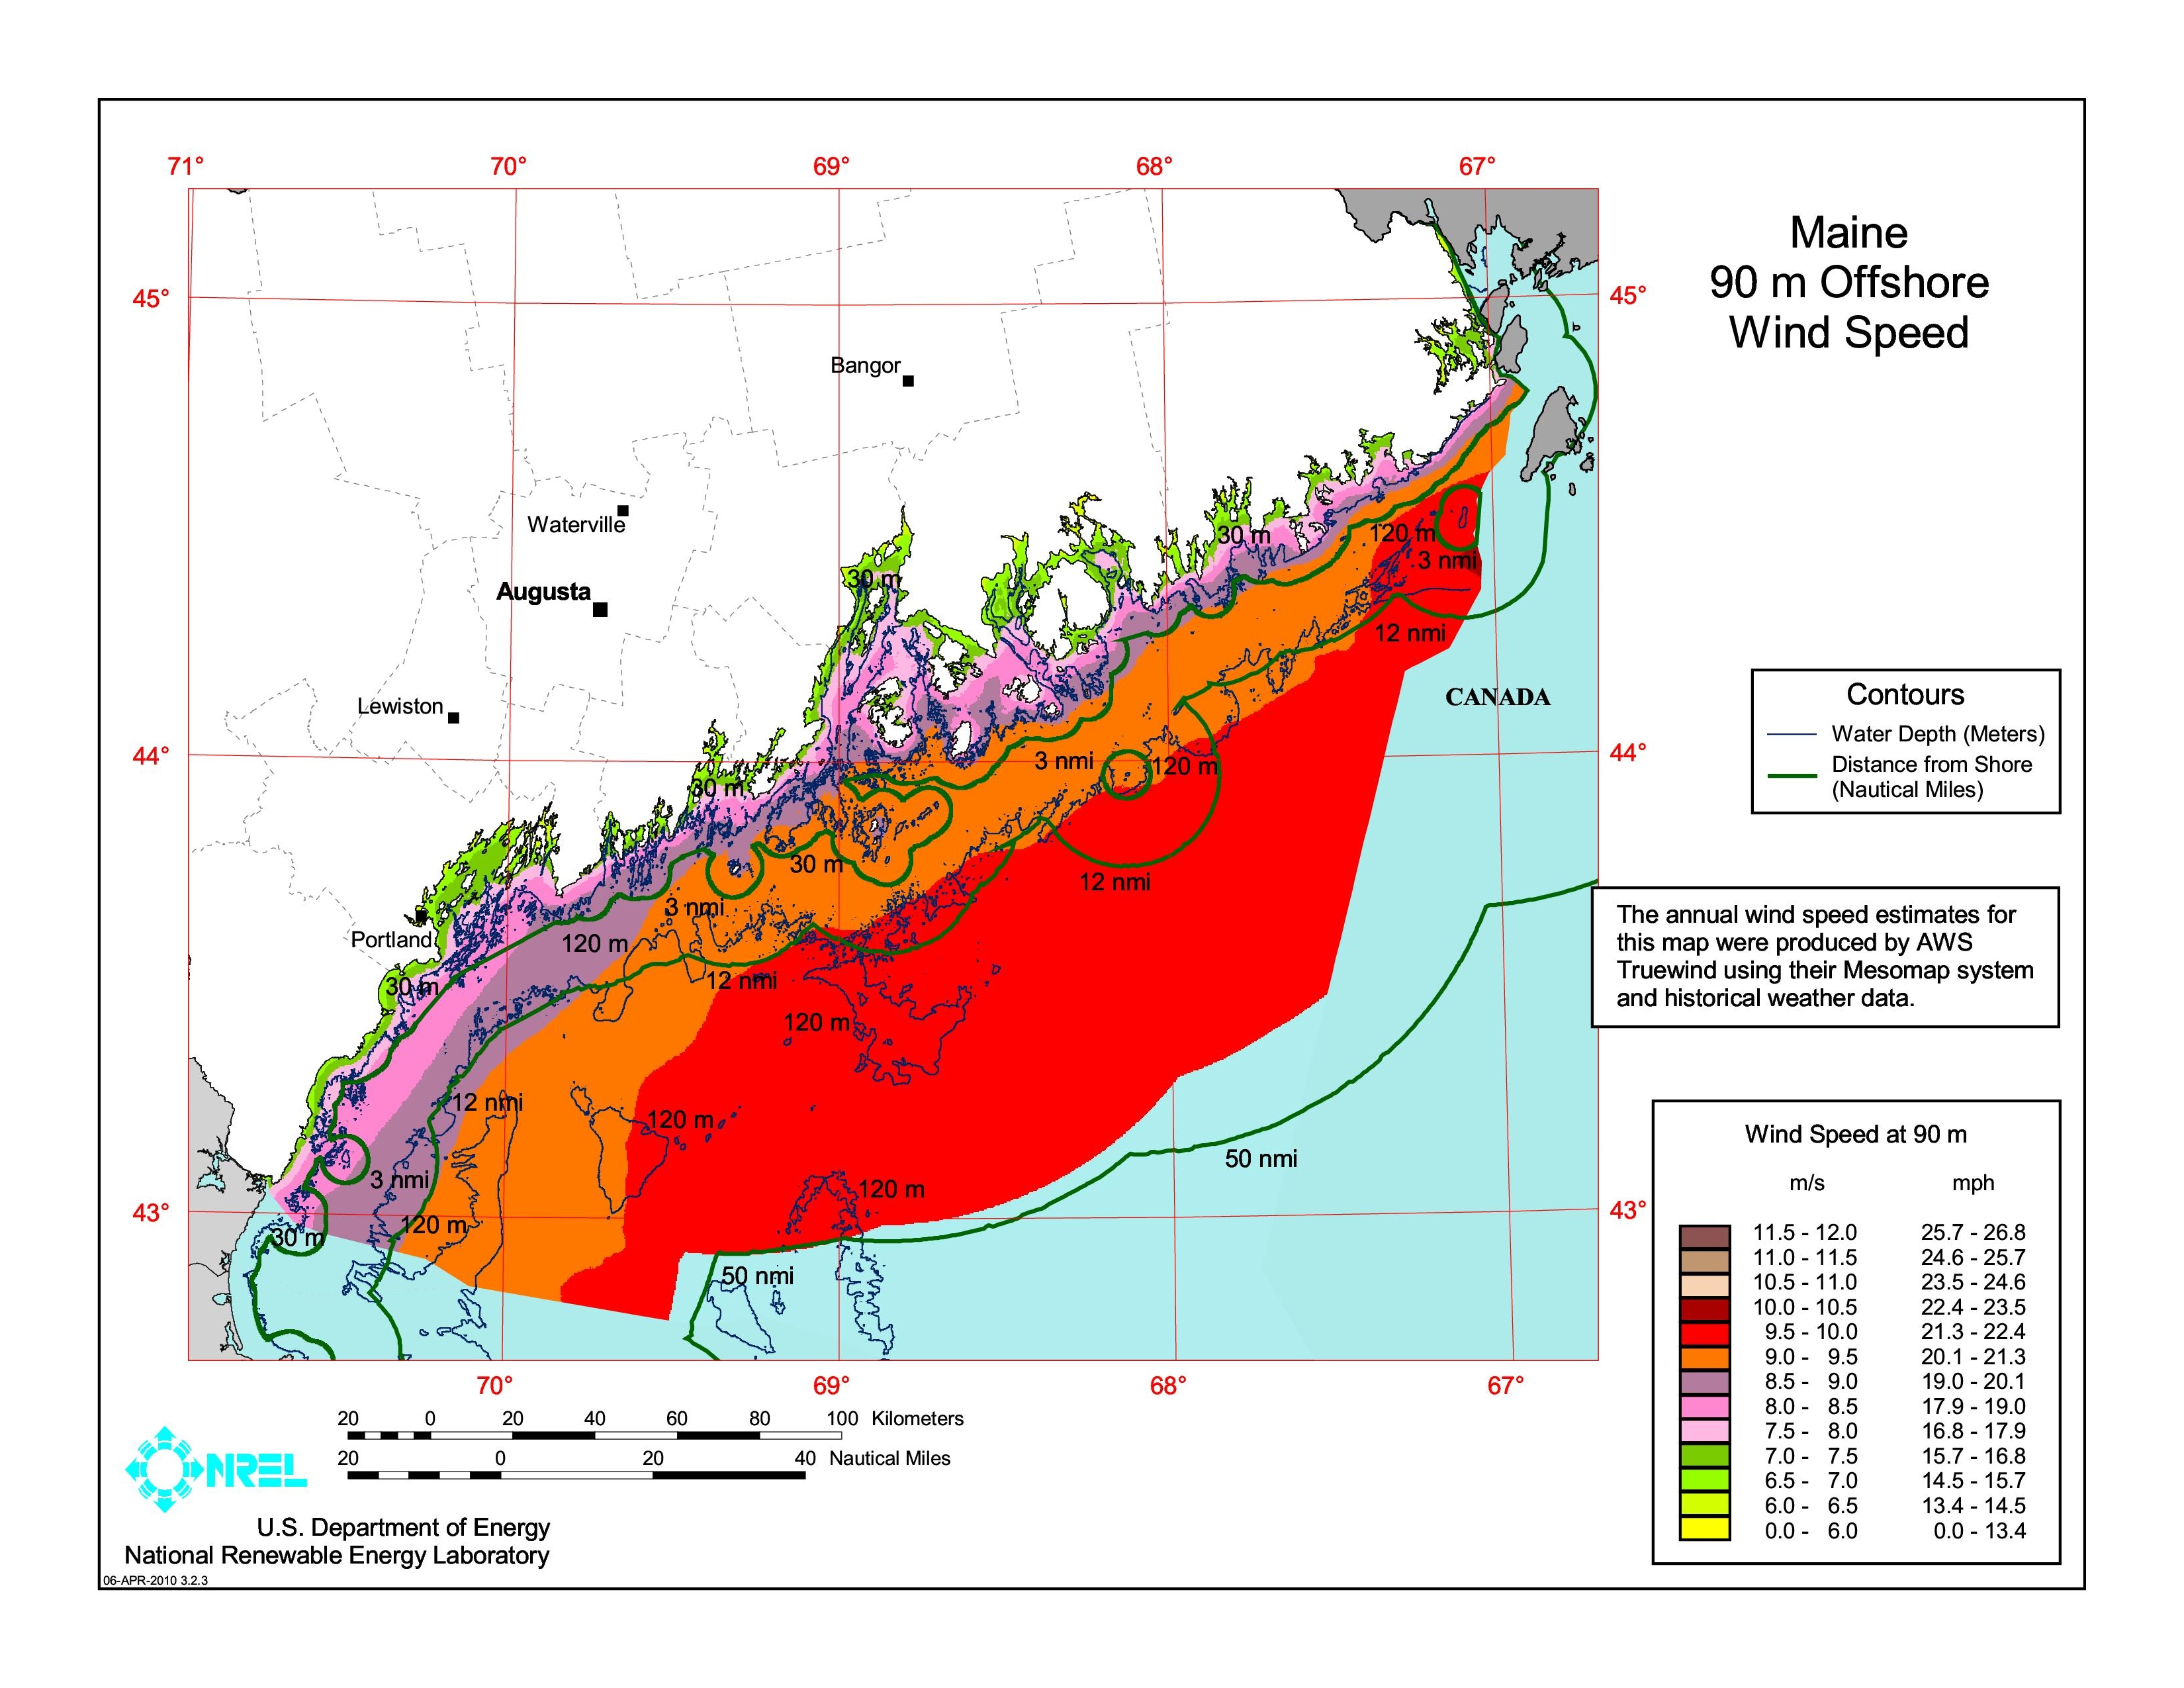 Maine
90 m Offshore
Wind Speed
71° 70° 69° 68° 67°
45° 45°
Bangor
Waterville
30 m
120 m
Augusta
30 m
3 nmi
12 nmi
CANADA
Lewiston
44° 44°
3 nmi
120 m
30 m
30 m
12 nmi
3 nmi
Portland
120 m
12 nmi
30 m
120 m
12 nmi
120 m
50 nmi
3 nmi
120 m
43° 43°
120 m
30 m
50 nmi
70° 69° 68° 67°
Contours
Water Depth (Meters)
Distance from Shore
(Nautical Miles)
The annual wind speed estimates for
this map were produced by AWS
Truewind using their Mesomap system
and historical weather data.
Wind Speed at 90 m
m/s mph
11.5 - 12.0 25.7 - 26.8
11.0 - 11.5 24.6 - 25.7
10.5 - 11.0 23.5 - 24.6
10.0 - 10.5 22.4 - 23.5
9.5 - 10.0 21.3 - 22.4
9.0 - 9.5 20.1 - 21.3
8.5 - 9.0 19.0 - 20.1
8.0 - 8.5 17.9 - 19.0
7.5 - 8.0 16.8 - 17.9
7.0 - 7.5 15.7 - 16.8
6.5 - 7.0 14.5 - 15.7
6.0 - 6.5 13.4 - 14.5
0.0 - 6.0 0.0 - 13.4
20 0 20 40 60 80 100 Kilometers
20 0 20 40 Nautical Miles
NREL
U.S. Department of Energy
National Renewable Energy Laboratory
06-APR-2010 3.2.3